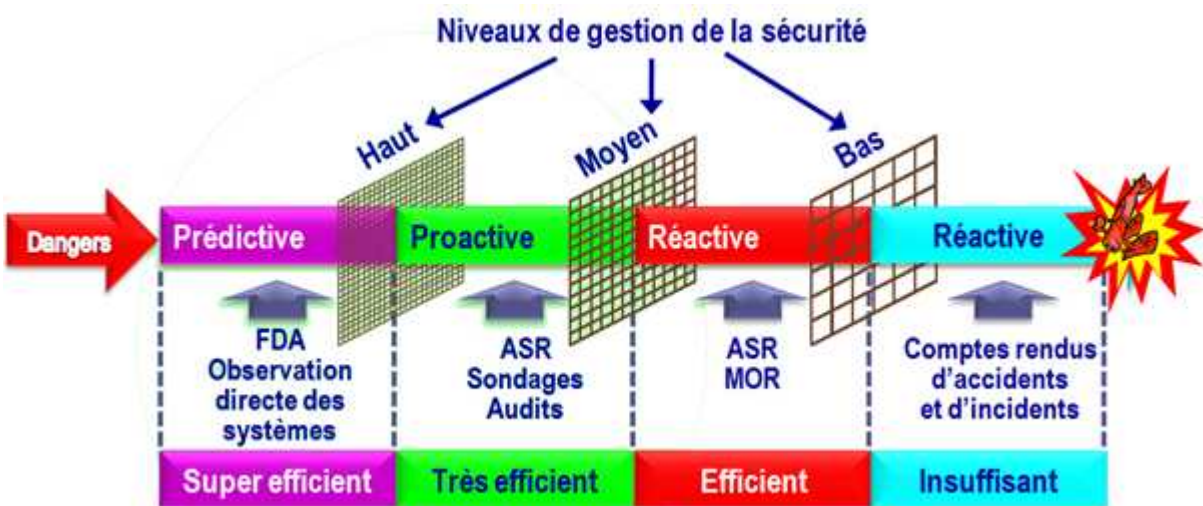 Niveaux de gestion de la sécurité
Haut
Moyen
Bas
Dangers
Prédictive
Proactive
Réactive
Réactive
FDA
Observation
directe des
systèmes
ASR
Sondages
Audits
ASR
MOR
Comptes rendus
d'accidents
et d'incidents
Super efficient
Très efficient
Efficient
Insuffisant